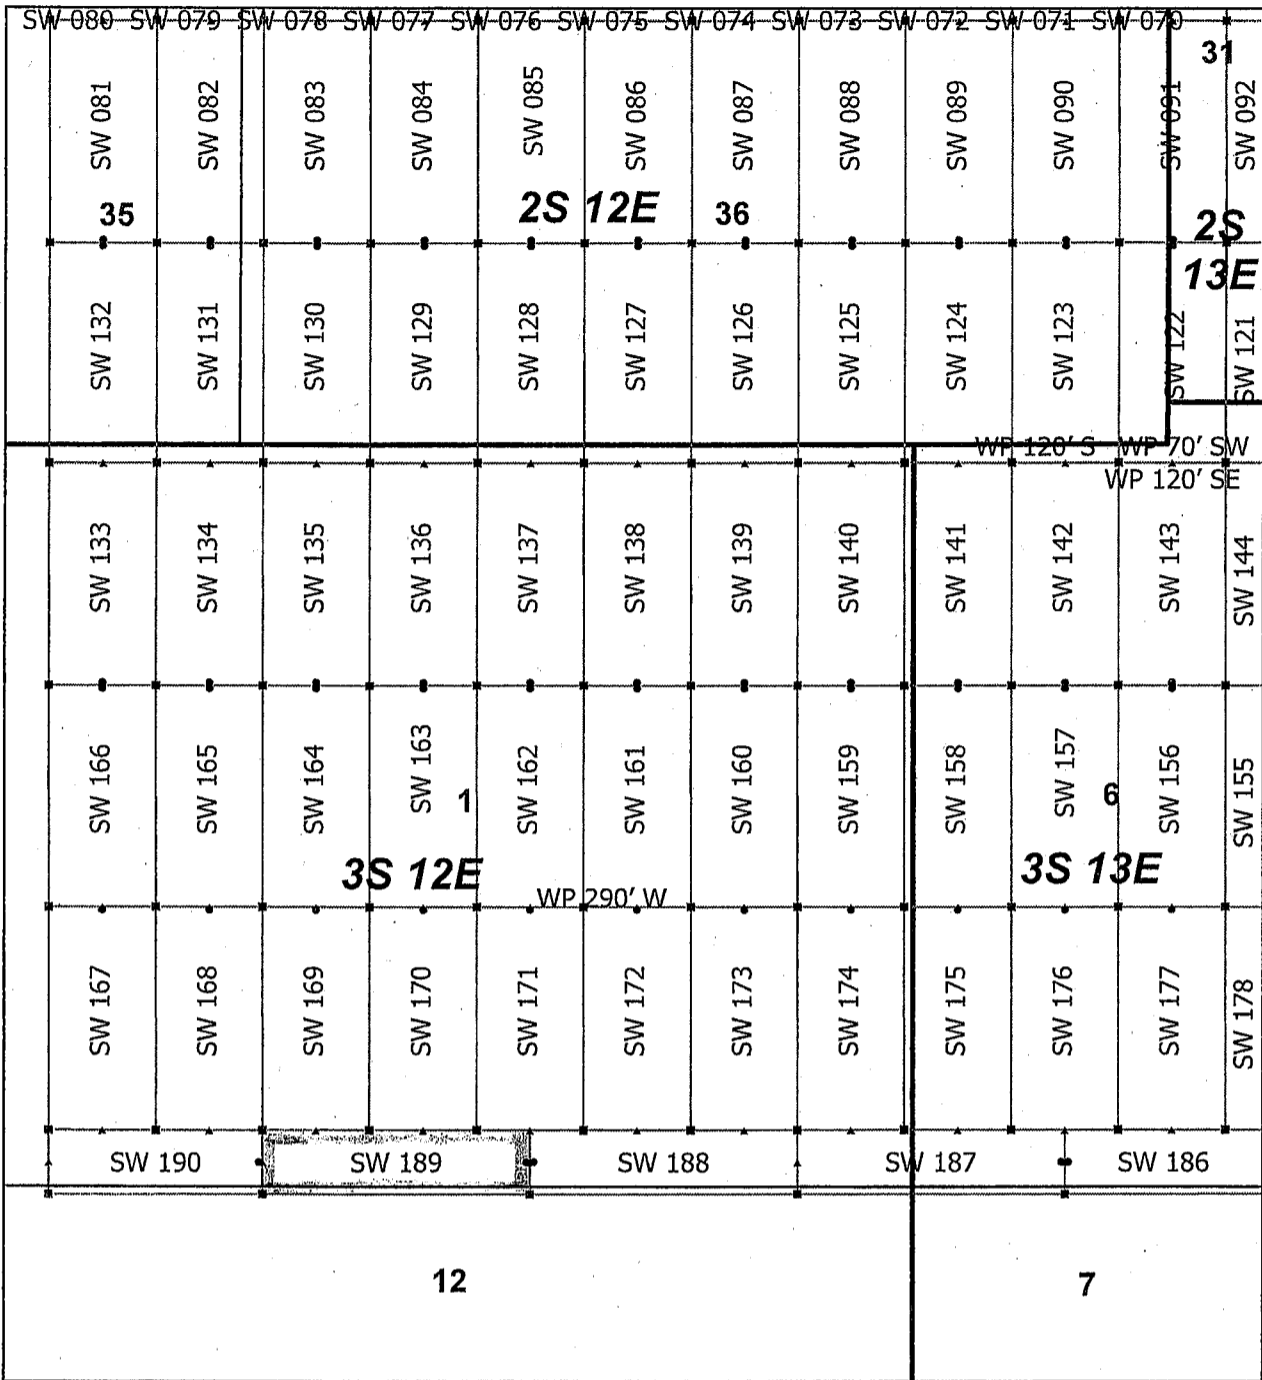 SW 080 SW 079 SW 078 SW 077 SW 076 SW 075 SW 074 SW 073 SW 072 SW 071 SW 070
31
SW 081 SW 082 SW 083 SW 084 SW 085 SW 086 SW 087 SW 088 SW 089 SW 090 SW 091 SW 092
35 2S 12E 36 2S
13E
SW 132 SW 131 SW 130 SW 129 SW 128 SW 127 SW 126 SW 125 SW 124 SW 123 SW 122 SW 121
WP 120' S WP 70' SW
WP 120' SE
SW 133 SW 134 SW 135 SW 136 SW 137 SW 138 SW 139 SW 140 SW 141 SW 142 SW 143 SW 144
SW 166 SW 165 SW 164 SW 163 SW 162 SW 161 SW 160 SW 159 SW 158 SW 157 SW 156 SW 155
1 6
3S 12E 3S 13E
WP 290' W
SW 167 SW 168 SW 169 SW 170 SW 171 SW 172 SW 173 SW 174 SW 175 SW 176 SW 177 SW 178
SW 190 SW 189 SW 188 SW 187 SW 186
12 7